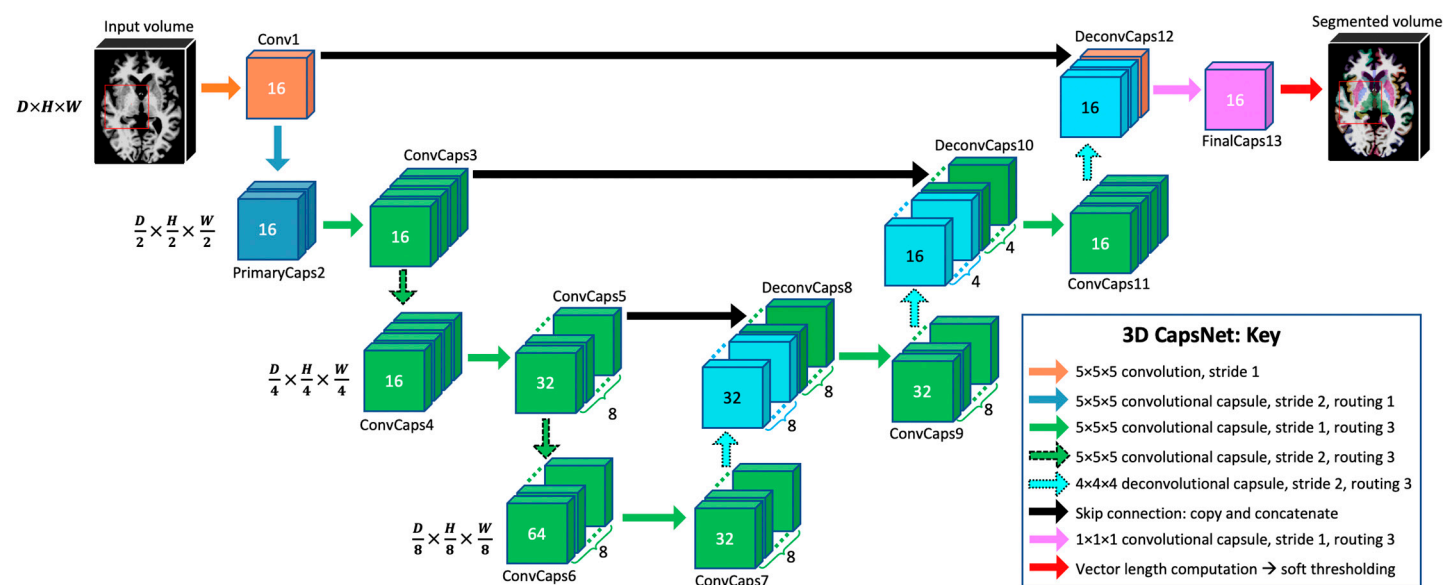 Input volume
Conv1
DeconvCaps12
Segmented volume
D×H×W
16
16
16
FinalCaps13
ConvCaps3
DeconvCaps10
D/2 × H/2 × W/2
16
16
16
4
4
16
PrimaryCaps2
ConvCaps11
ConvCaps5
DeconvCaps8
D/4 × H/4 × W/4
16
32
8
32
8
8
32
8
ConvCaps4
ConvCaps9
D/8 × H/8 × W/8
64
8
32
8
ConvCaps6
ConvCaps7
3D CapsNet: Key
5×5×5 convolution, stride 1
5×5×5 convolutional capsule, stride 2, routing 1
5×5×5 convolutional capsule, stride 1, routing 3
5×5×5 convolutional capsule, stride 2, routing 3
4×4×4 deconvolutional capsule, stride 2, routing 3
Skip connection: copy and concatenate
1×1×1 convolutional capsule, stride 1, routing 3
Vector length computation → soft thresholding